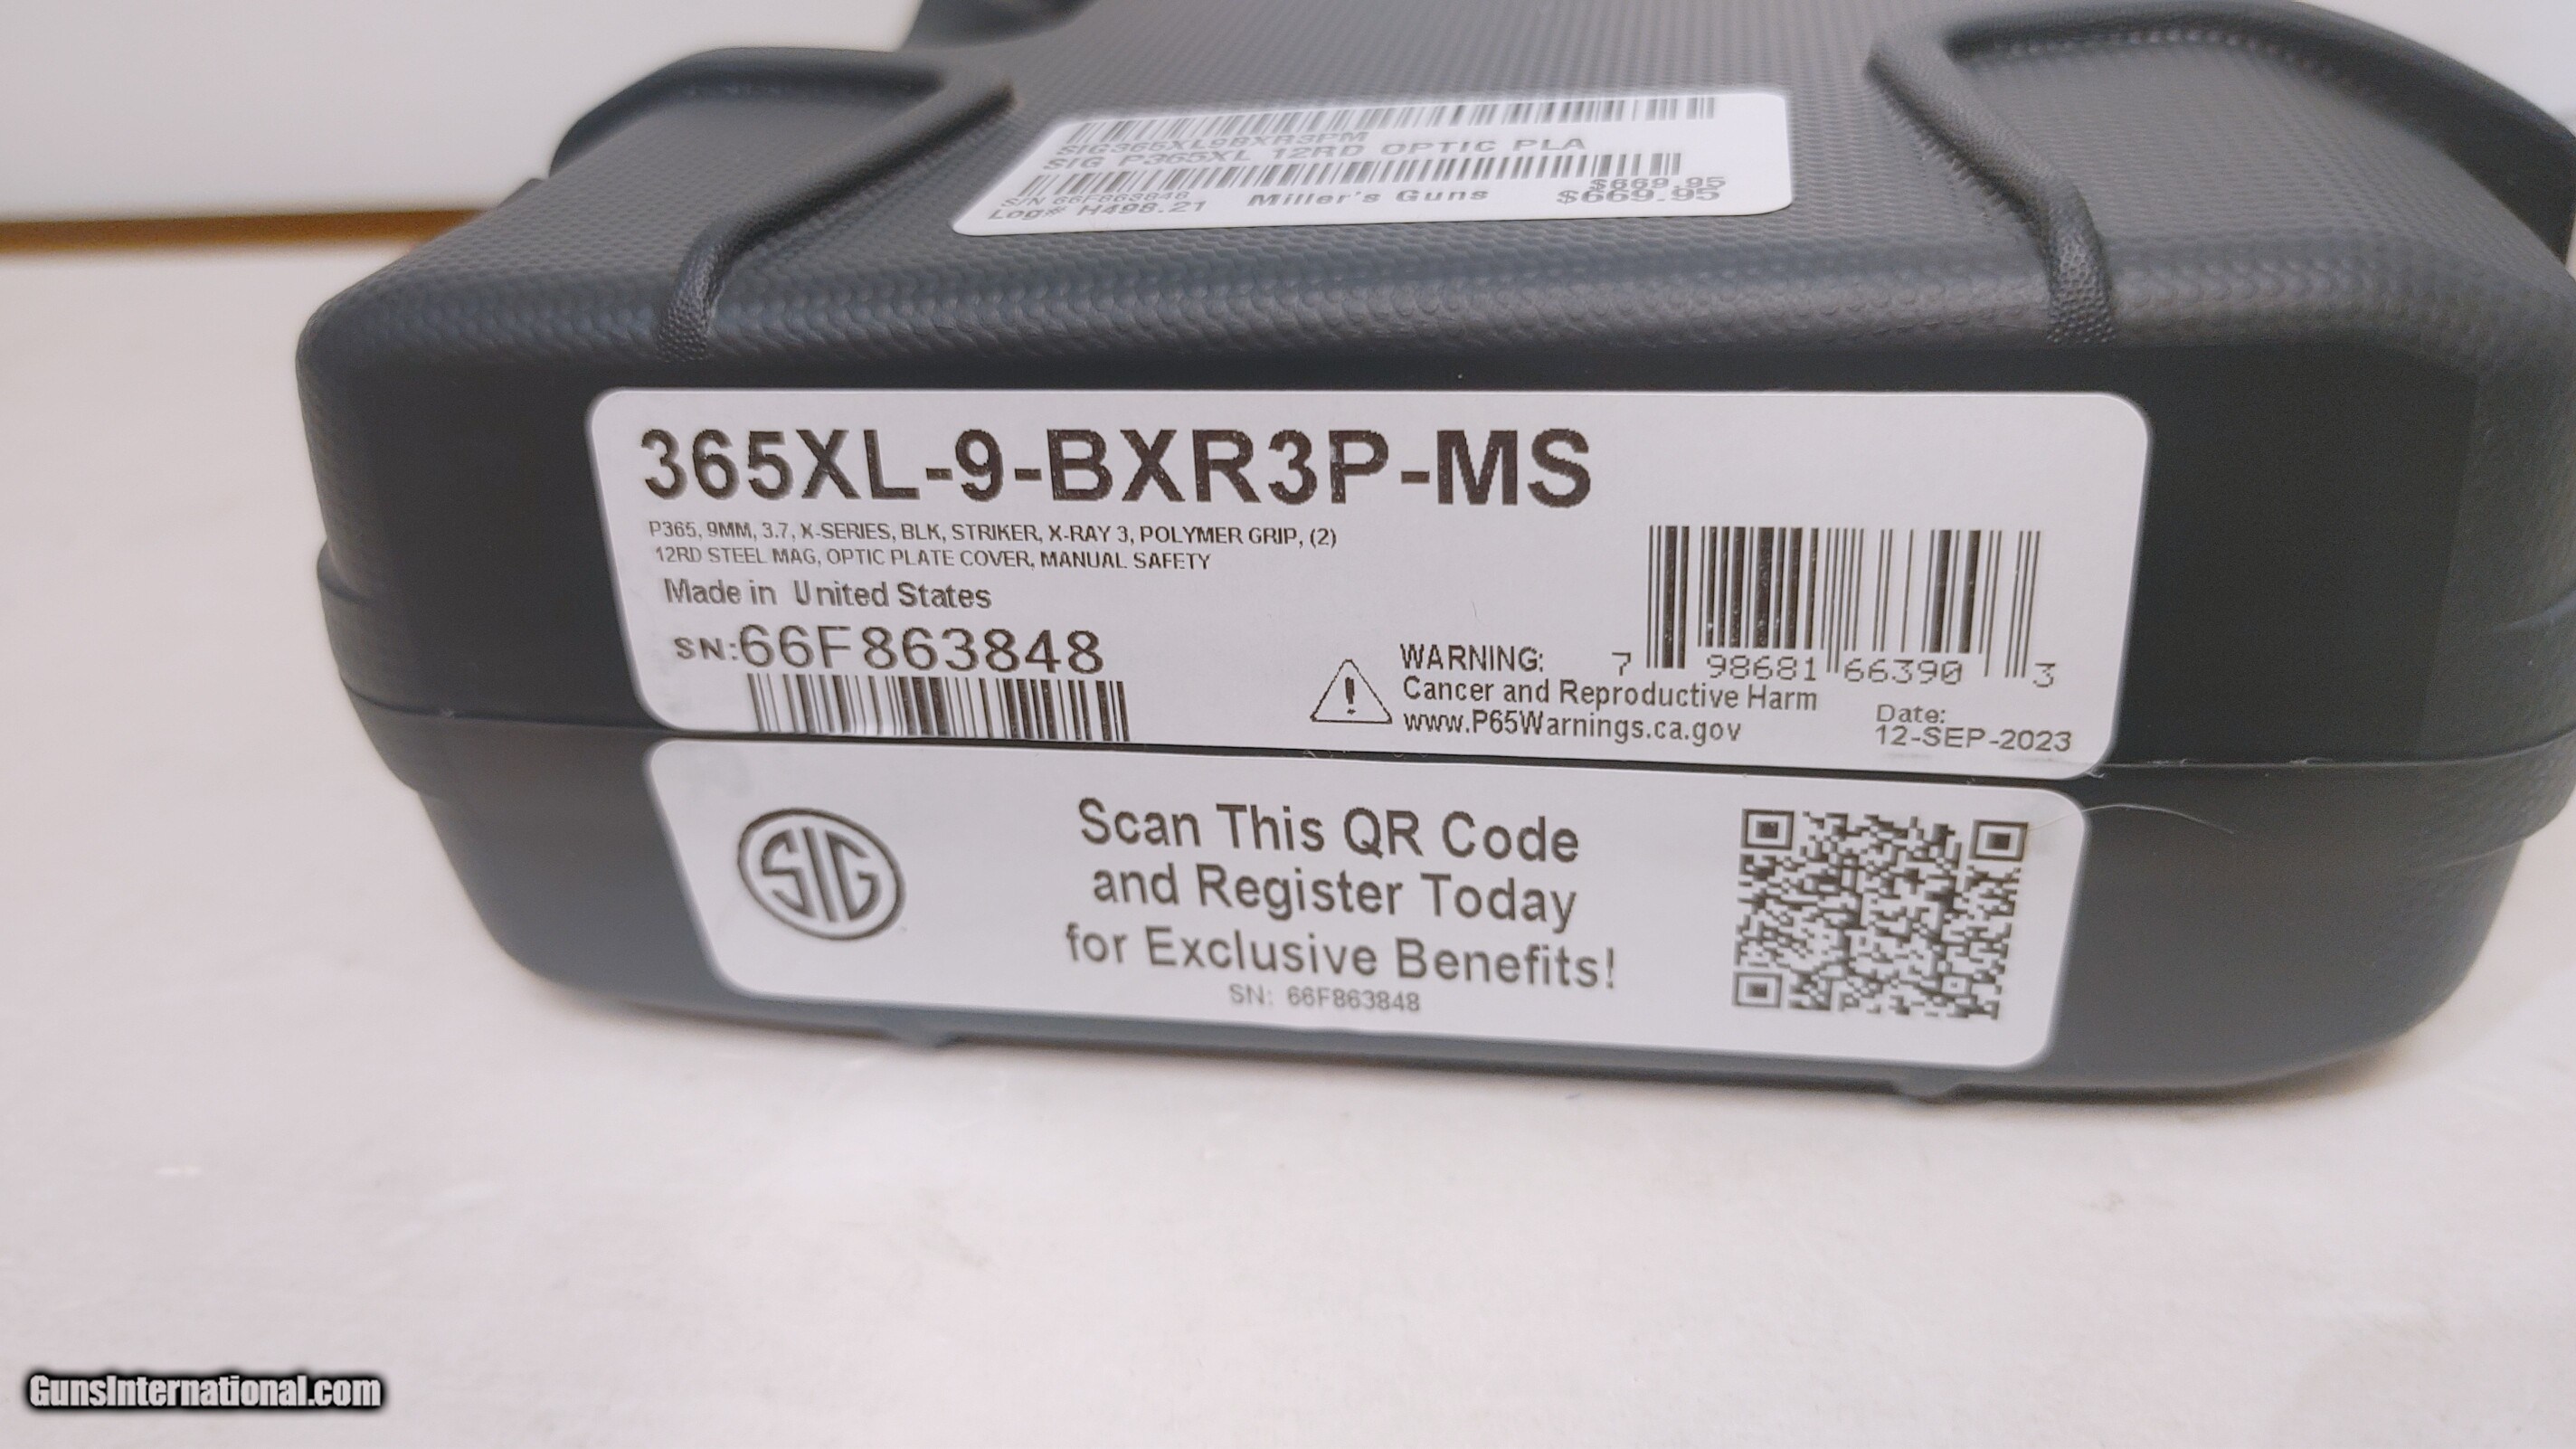 SIG365XL9BXR3PM
SIG P365XL 12RD OPTIC PLA
$669.95
S/N 66F863848
Log# H498.21 Miller's Guns $669.95
365XL-9-BXR3P-MS
P365, 9MM, 3.7, X-SERIES, BLK, STRIKER, X-RAY 3, POLYMER GRIP, (2)
12RD STEEL MAG, OPTIC PLATE COVER, MANUAL SAFETY
Made in United States
SN:66F863848
WARNING:
Cancer and Reproductive Harm
www.P65Warnings.ca.gov
7 98681 66390 3
Date:
12-SEP-2023
SIG
Scan This QR Code
and Register Today
for Exclusive Benefits!
SN: 66F863848
GunsInternational.com